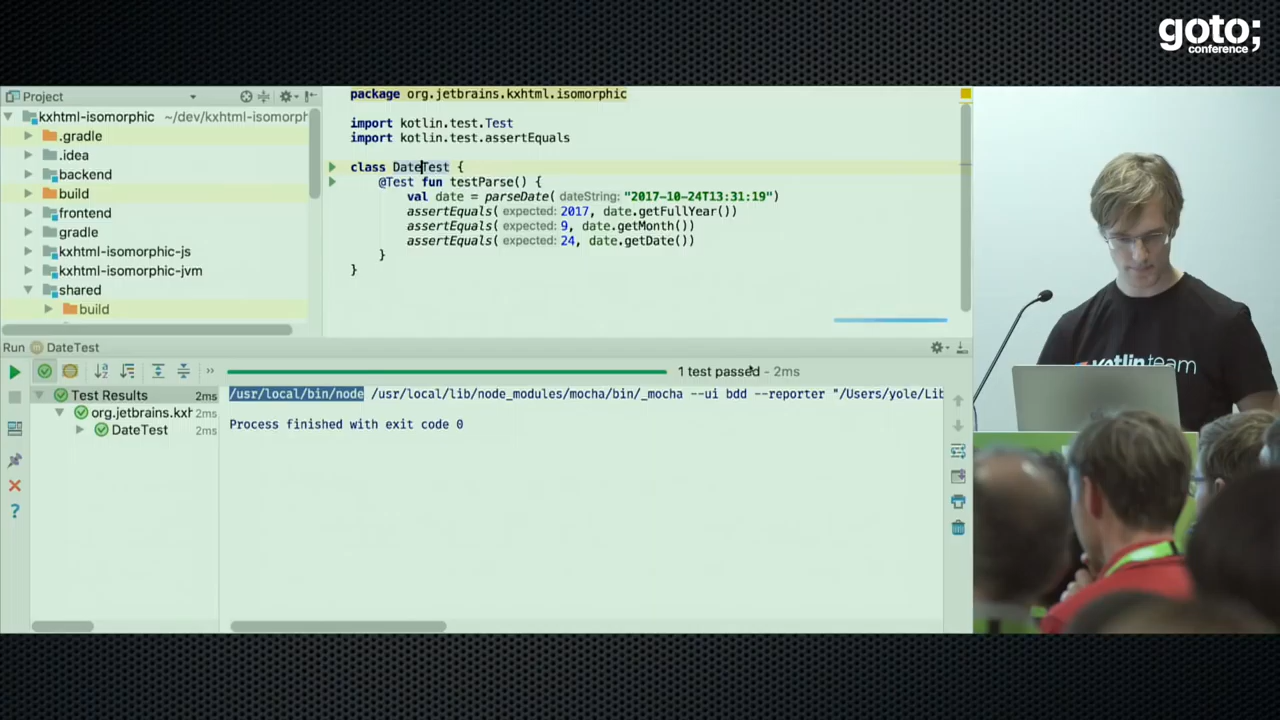 goto;
conference
Project
kxhtml-isomorphic ~/dev/kxhtml-isomorph
.gradle
.idea
backend
build
frontend
gradle
kxhtml-isomorphic-js
kxhtml-isomorphic-jvm
shared
build
package org.jetbrains.kxhtml.isomorphic
import kotlin.test.Test
import kotlin.test.assertEquals
class DateTest {
@Test fun testParse() {
val date = parseDate( dateString: "2017-10-24T13:31:19")
assertEquals( expected: 2017, date.getFullYear())
assertEquals( expected: 9, date.getMonth())
assertEquals( expected: 24, date.getDate())
}
}
Run DateTest
1 test passed - 2ms
Test Results 2ms
org.jetbrains.kxh 2ms
DateTest 2ms
/usr/local/bin/node /usr/local/lib/node_modules/mocha/bin/_mocha --ui bdd --reporter "/Users/yole/Lib
Process finished with exit code 0
kotlin team